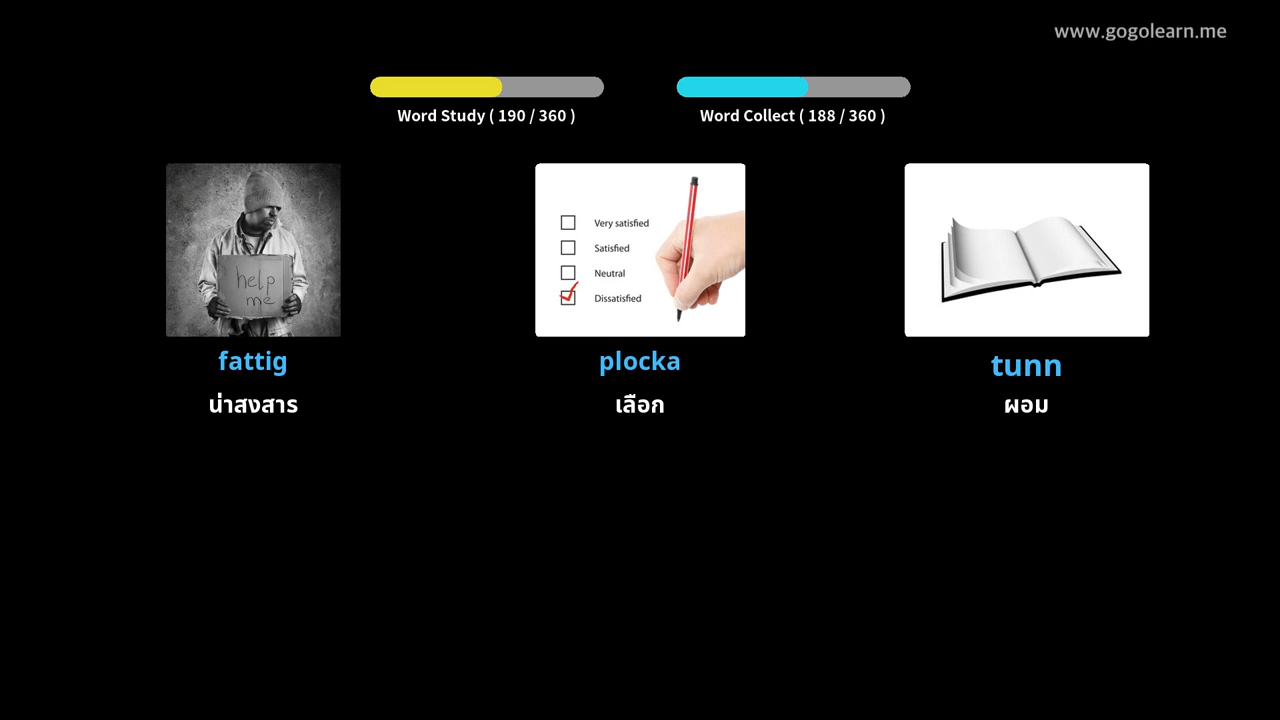 www.gogolearn.me
Word Study ( 190 / 360 )
Word Collect ( 188 / 360 )
help
me
Very satisfied
Satisfied
Neutral
Dissatisfied
fattig
plocka
tunn
น่าสงสาร
เลือก
ผอม